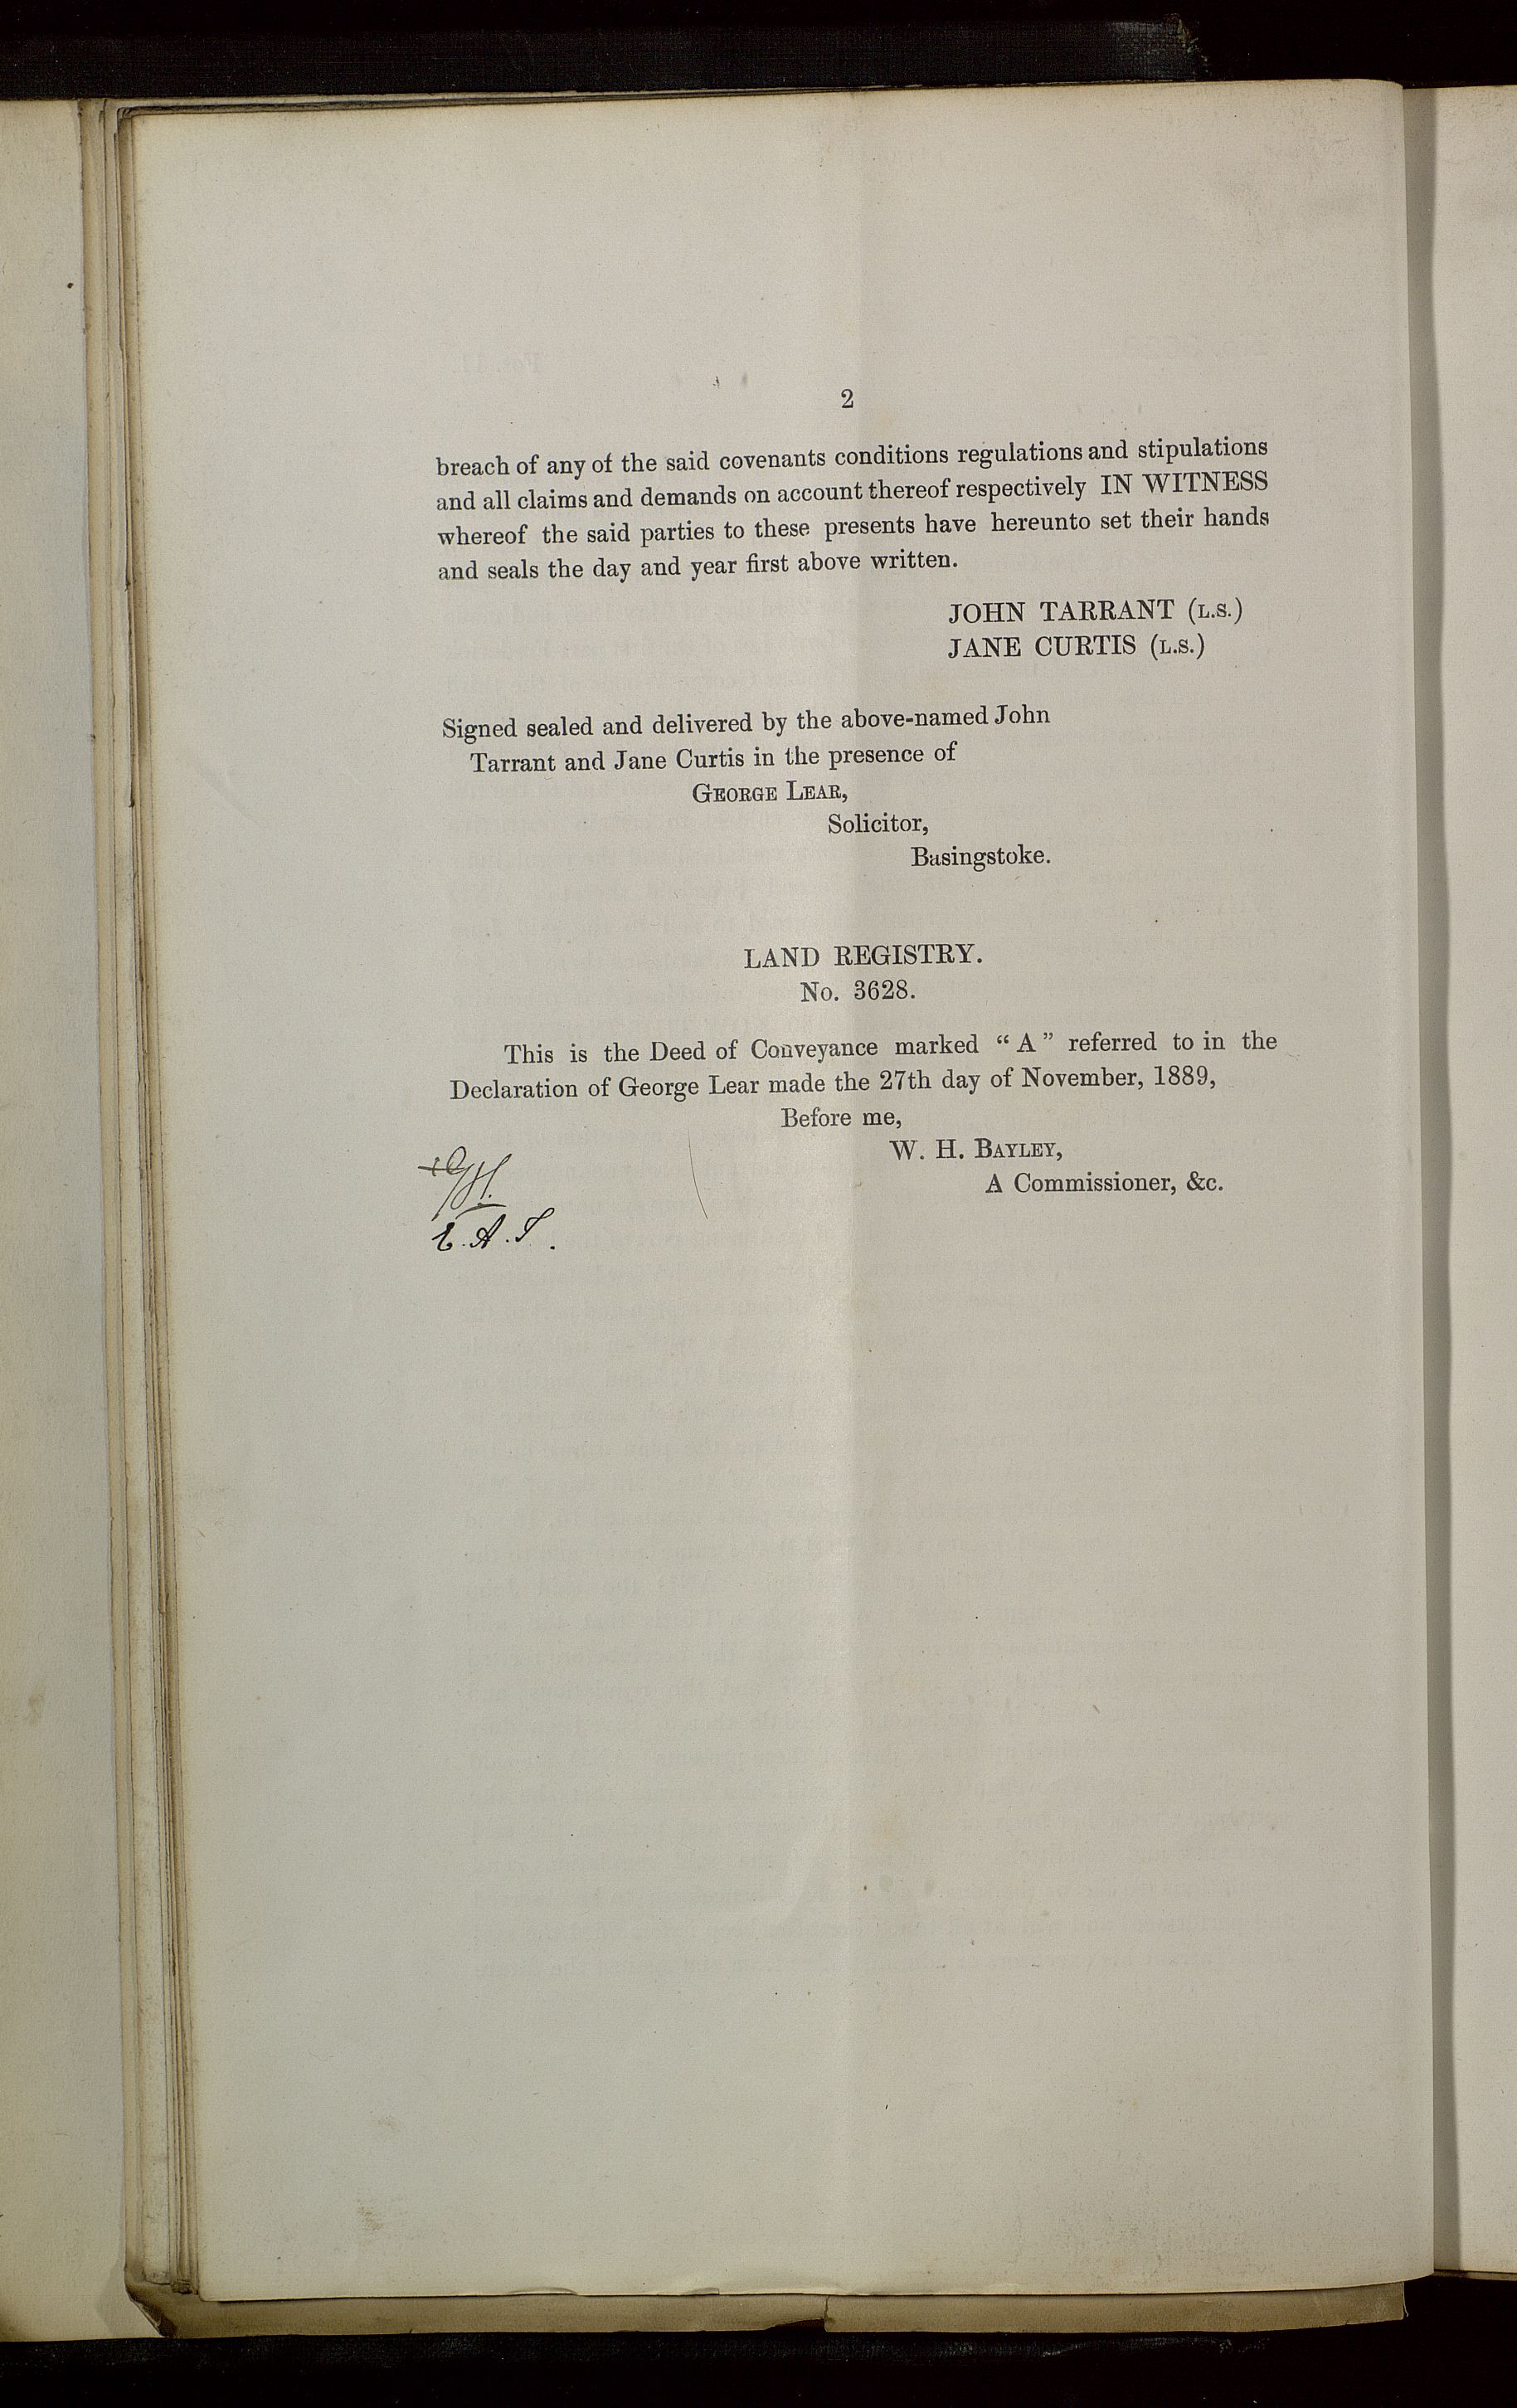 2
breach of any of the said covenants conditions regulations and stipulations
and all claims and demands on account thereof respectively IN WITNESS
whereof the said parties to these presents have hereunto set their hands
and seals the day and year first above written.
JOHN TARRANT (L.S.)
JANE CURTIS (L.S.)
Signed sealed and delivered by the above-named John
Tarrant and Jane Curtis in the presence of
GEORGE LEAR,
Solicitor,
Basingstoke.
LAND REGISTRY.
No. 3628.
This is the Deed of Conveyance marked “A” referred to in the
Declaration of George Lear made the 27th day of November, 1889,
Before me,
W. H. BAYLEY,
A Commissioner, &c.
E.A.S.